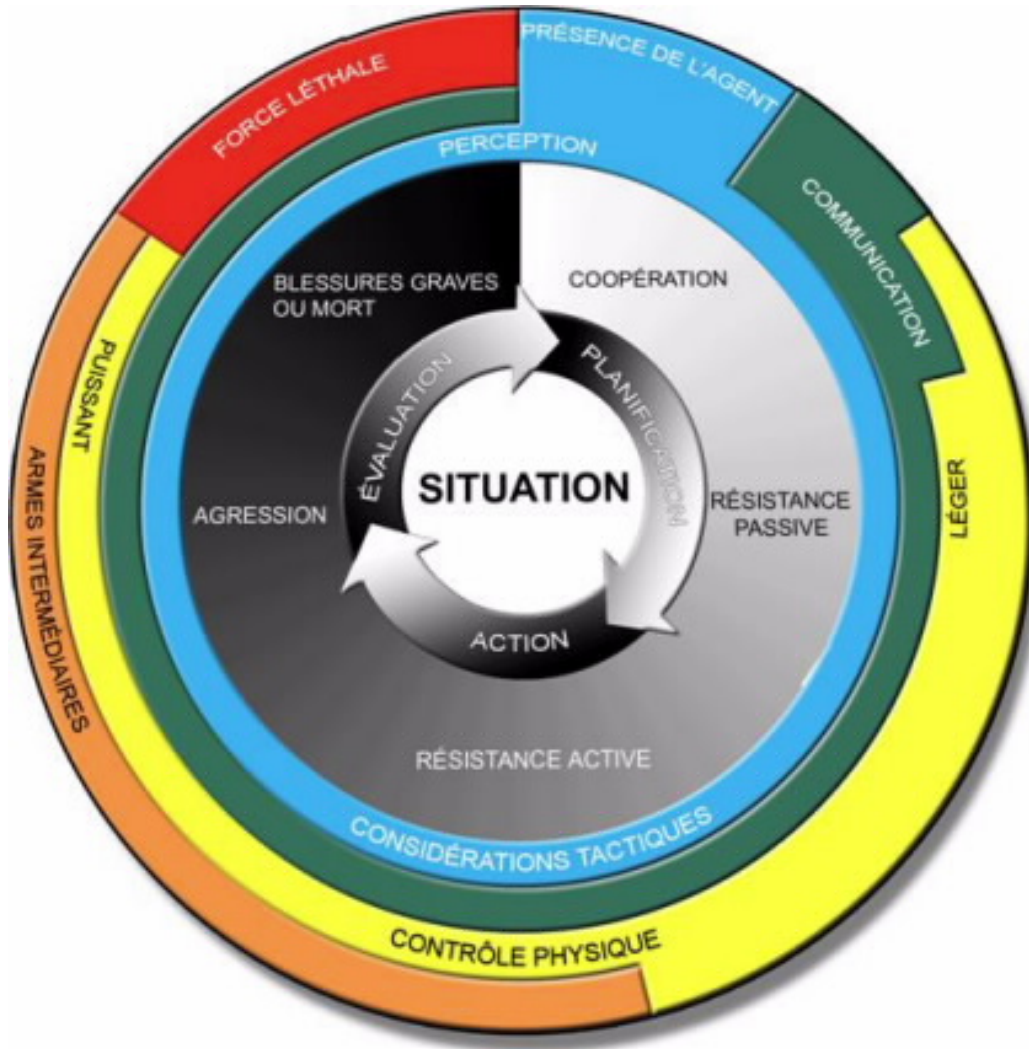 PRÉSENCE DE L'AGENT
FORCE LÉTHALE
PERCEPTION
COMMUNICATION
BLESSURES GRAVES
OU MORT
COOPÉRATION
ÉVALUATION
PLANIFICATION
PUISSANT
SITUATION
AGRESSION
RÉSISTANCE
PASSIVE
LÉGER
ARMES INTERMÉDIAIRES
ACTION
RÉSISTANCE ACTIVE
CONSIDÉRATIONS TACTIQUES
CONTRÔLE PHYSIQUE